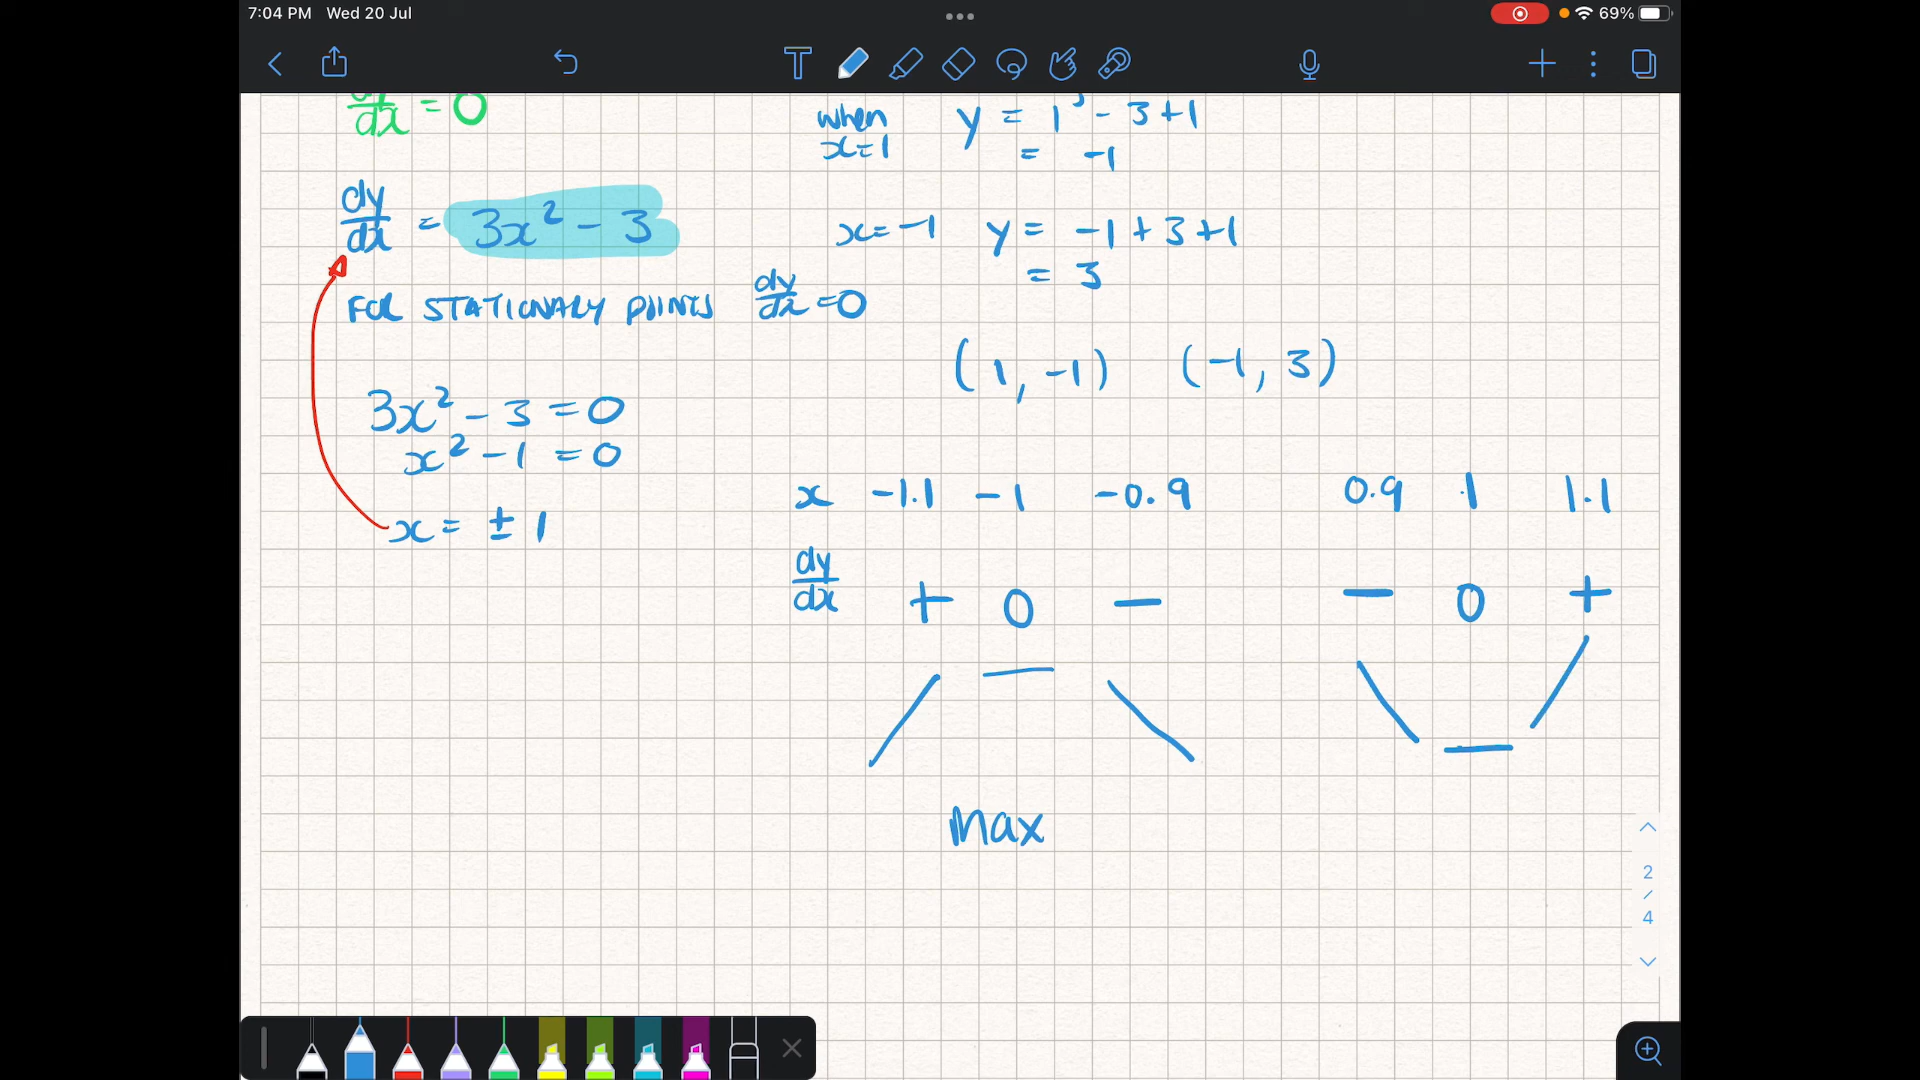 7:04 PM Wed 20 Jul
69%
dy/dx = 0
dy/dx = 3x² - 3
FOR STATIONARY POINTS dy/dx = 0
3x² - 3 = 0
x² - 1 = 0
x = ± 1
when x=1 y = 1³ - 3 + 1
= -1
x = -1 y = -1 + 3 + 1
= 3
(1, -1) (-1, 3)
x -1.1 -1 -0.9 0.9 1 1.1
dy/dx + 0 - - 0 +
Max
2
/
4